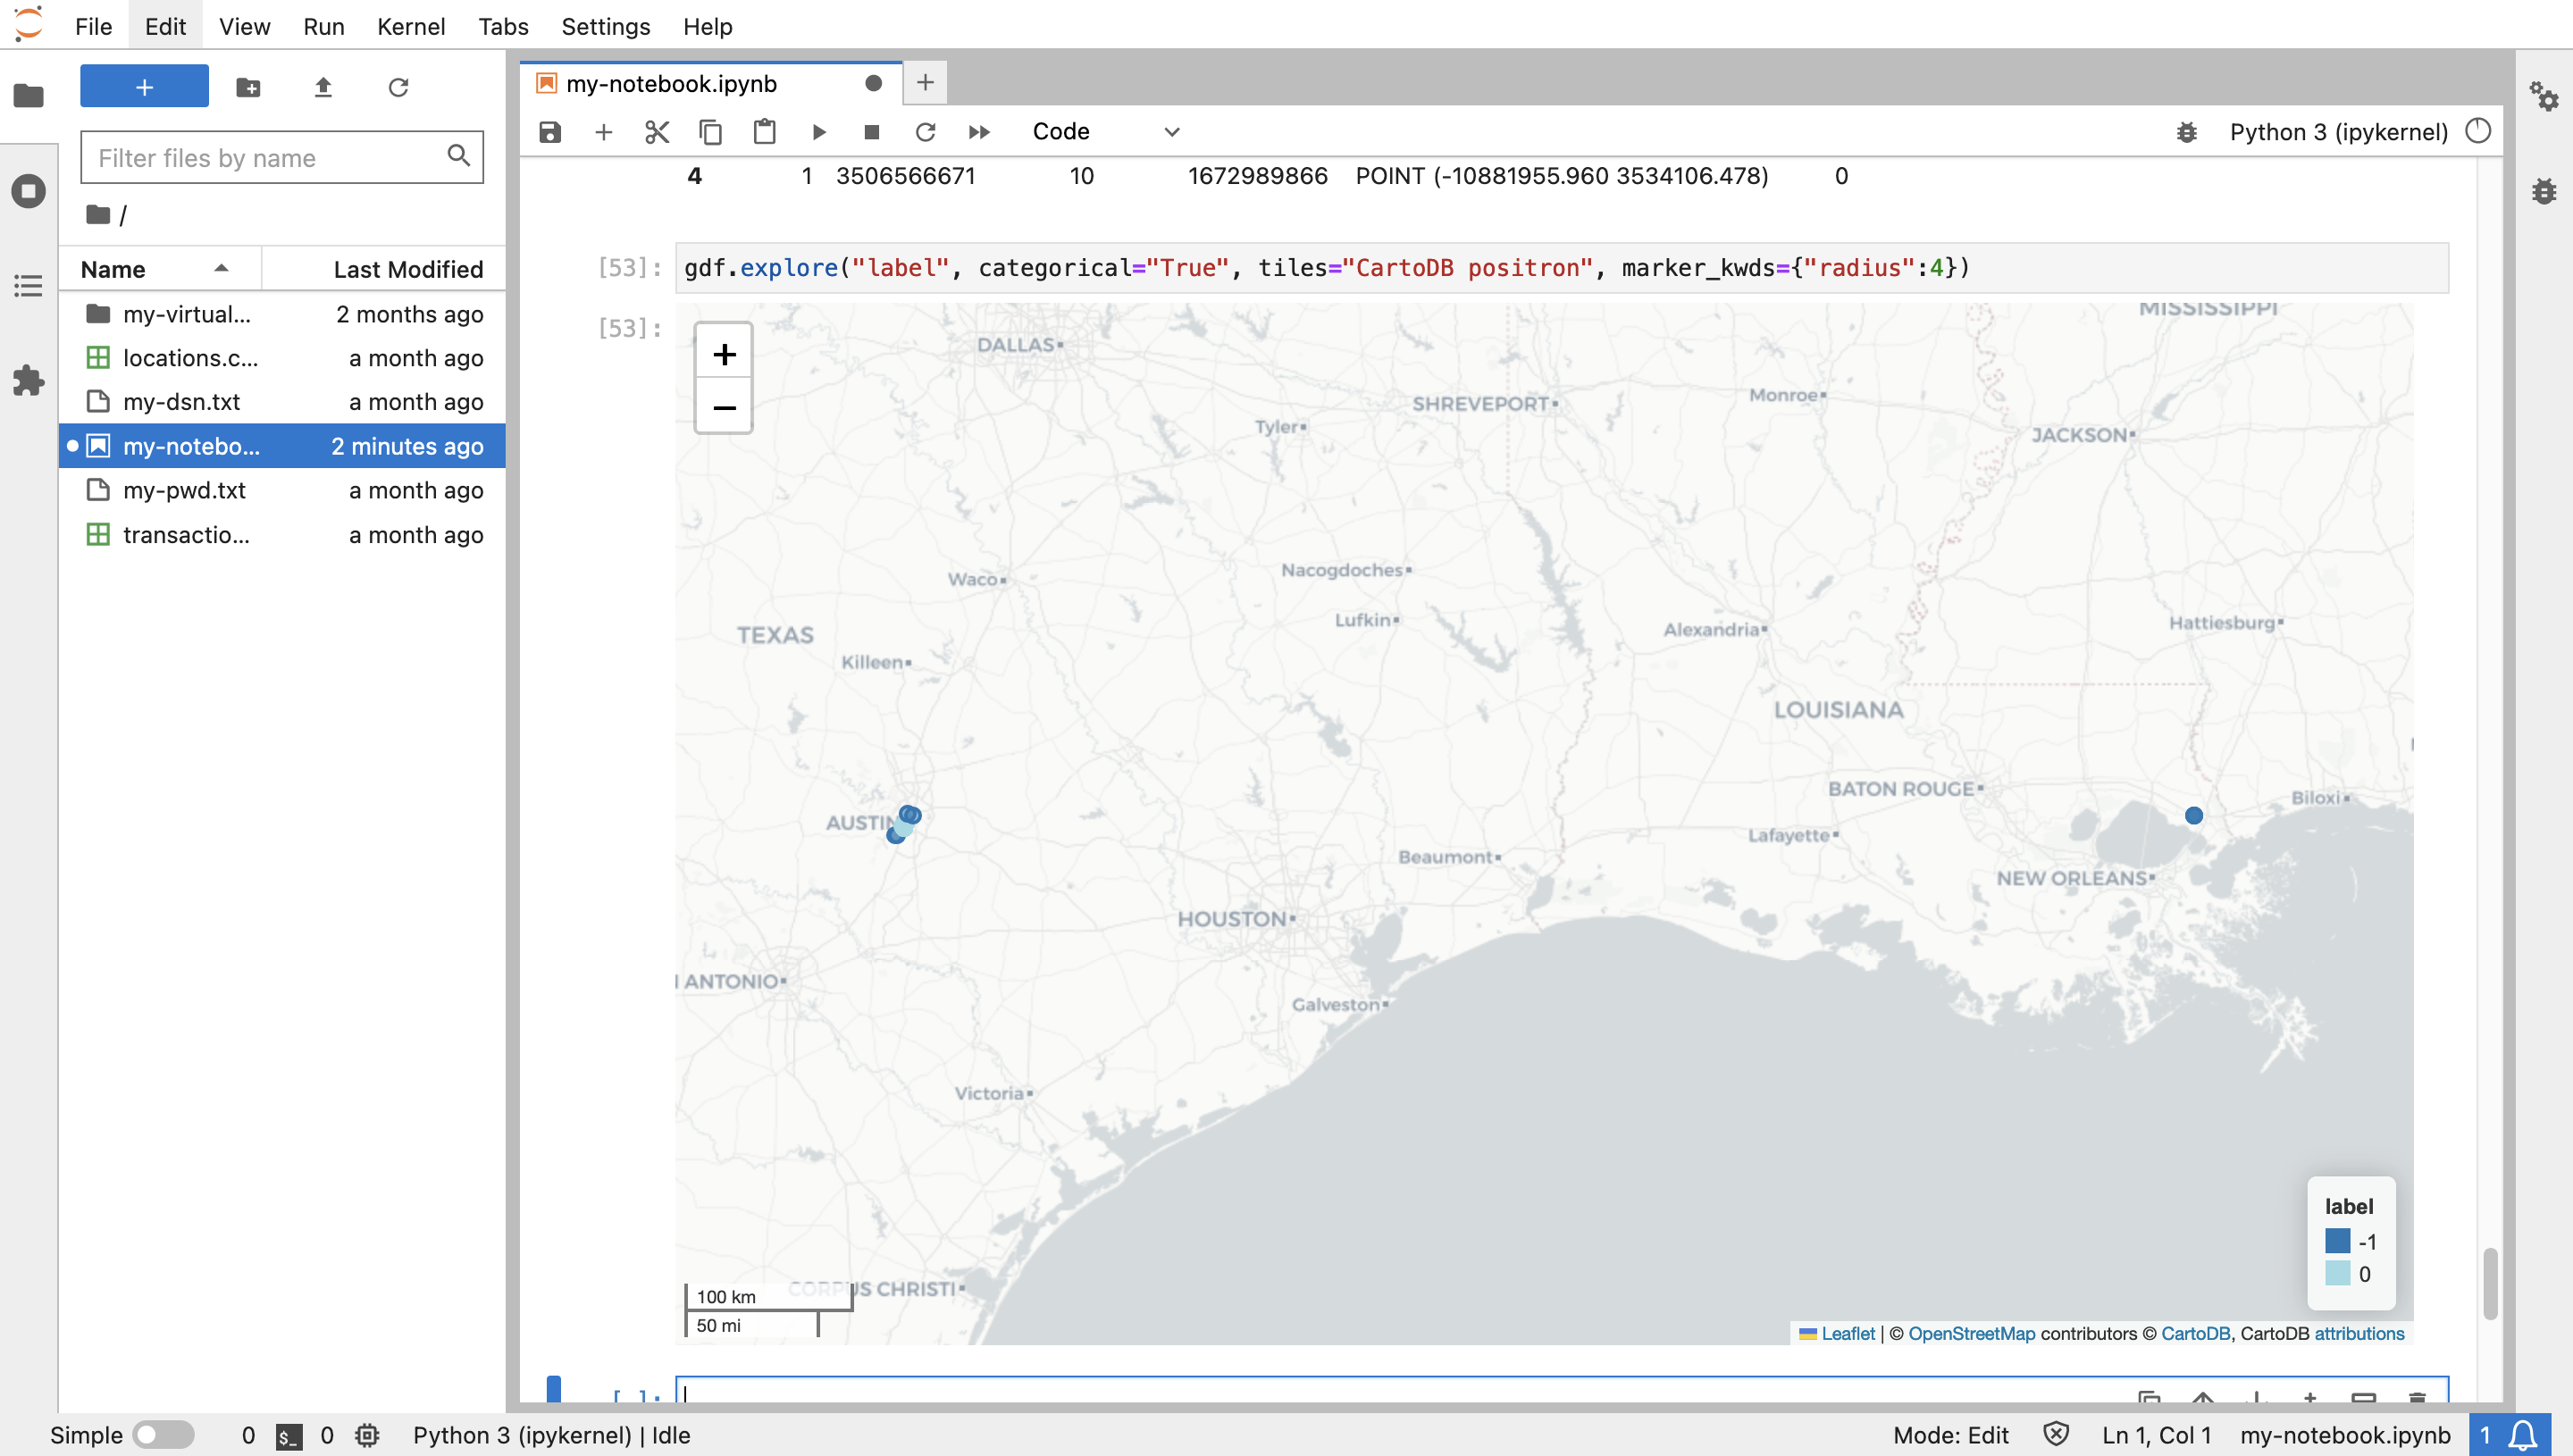 File Edit View Run Kernel Tabs Settings Help
my-notebook.ipynb
Filter files by name
Code
Python 3 (ipykernel)
/
4 1 3506566671 10 1672989866 POINT (-10881955.960 3534106.478) 0
Name Last Modified
my-virtual... 2 months ago
locations.c... a month ago
my-dsn.txt a month ago
my-notebo... 2 minutes ago
my-pwd.txt a month ago
transactio... a month ago
[53]: gdf.explore("label", categorical="True", tiles="CartoDB positron", marker_kwds={"radius":4})
[53]:
+
−
MISSISSIPPI
DALLAS
SHREVEPORT
Monroe
Tyler
JACKSON
Waco
Nacogdoches
Lufkin
Alexandria
Hattiesburg
TEXAS
Killeen
LOUISIANA
BATON ROUGE
Biloxi
AUSTIN
Lafayette
Beaumont
NEW ORLEANS
HOUSTON
ANTONIO
Galveston
Victoria
CORPUS CHRISTI
label
-1
0
100 km
50 mi
Leaflet | © OpenStreetMap contributors © CartoDB, CartoDB attributions
[ ]:
Simple 0 $_ 0 Python 3 (ipykernel) | Idle
Mode: Edit Ln 1, Col 1 my-notebook.ipynb 1